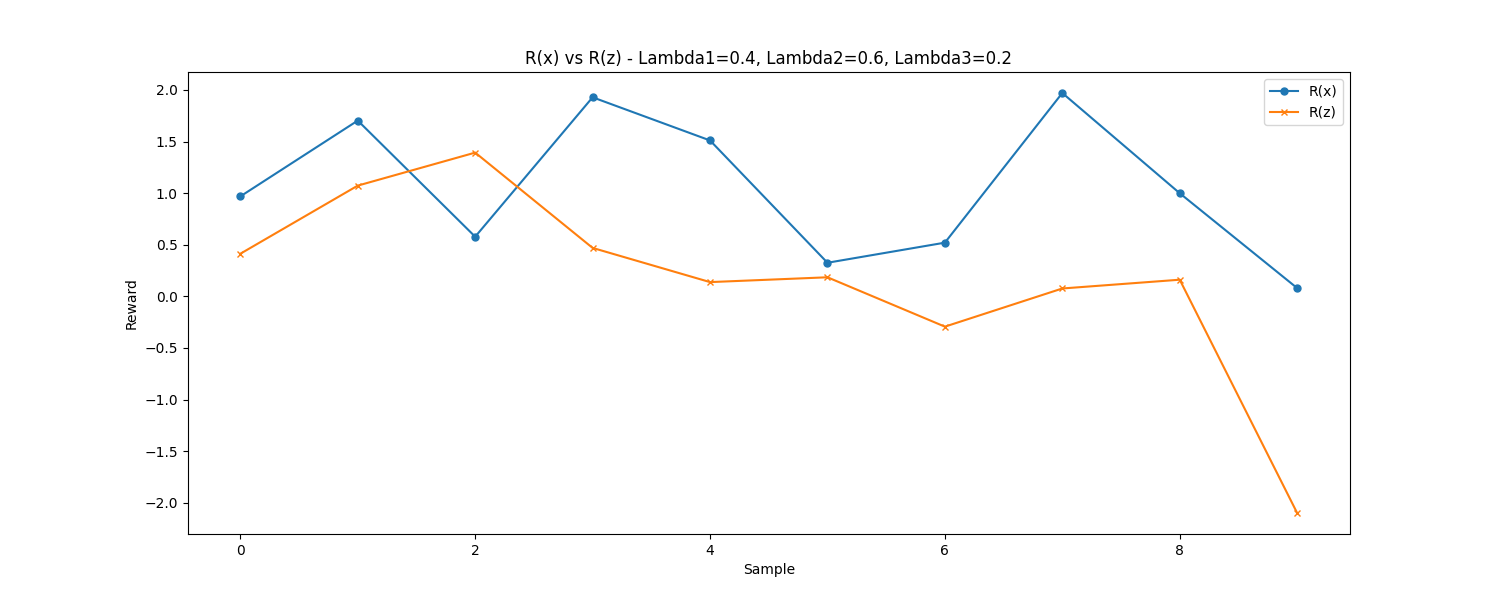 R(x) vs R(z) - Lambda1=0.4, Lambda2=0.6, Lambda3=0.2
R(x)
R(z)
Reward
2.0
1.5
1.0
0.5
0.0
−0.5
−1.0
−1.5
−2.0
0 2 4 6 8
Sample